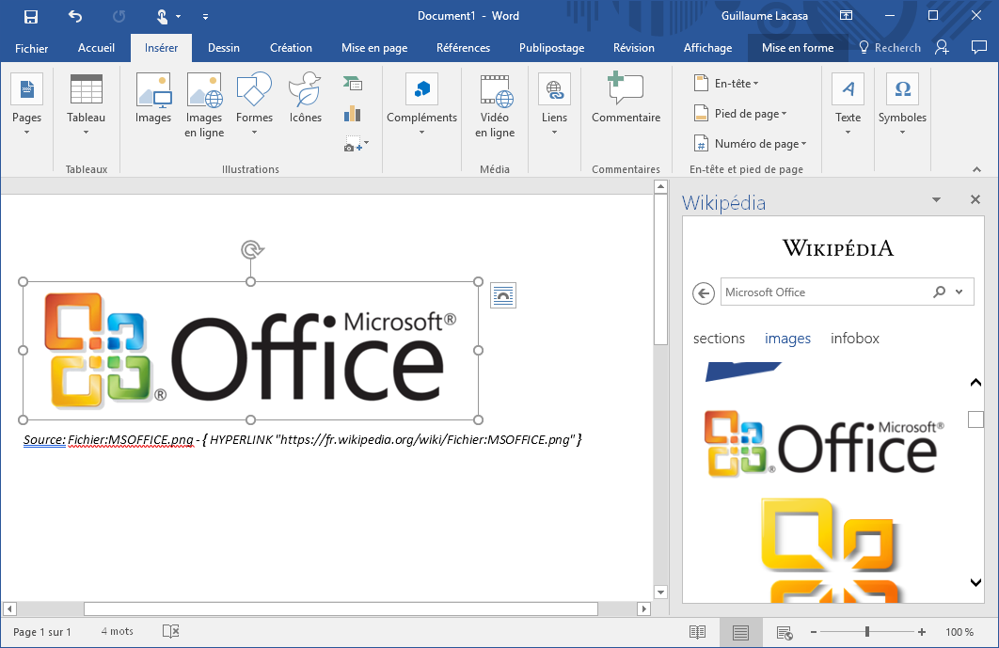 Document1 - Word
Guillaume Lacasa
Fichier Accueil Insérer Dessin Création Mise en page Références Publipostage Révision Affichage Mise en forme Recherch
Pages
Tableau
Images
Images
en ligne
Formes
Icônes
Compléments
Vidéo
en ligne
Liens
Commentaire
En-tête
Pied de page
Numéro de page
Texte
Symboles
Tableaux Illustrations Média Commentaires En-tête et pied de page
Wikipédia
WIKIPÉDIA
Microsoft Office
sections images infobox
Microsoft®
Office
®
Source: Fichier:MSOFFICE.png - { HYPERLINK "https://fr.wikipedia.org/wiki/Fichier:MSOFFICE.png" }
Microsoft®
Office
®
Page 1 sur 1 4 mots 100 %